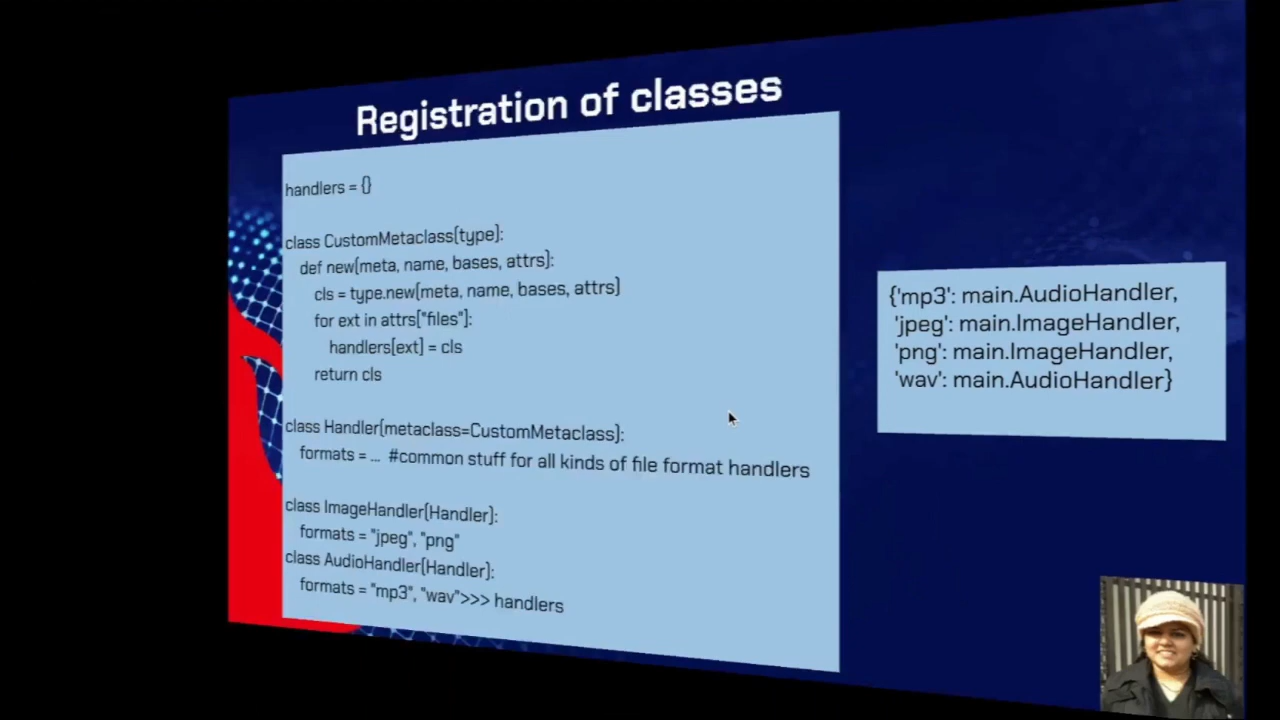 Registration of classes
handlers = {}
class CustomMetaclass(type):
def new(meta, name, bases, attrs):
cls = type.new(meta, name, bases, attrs)
for ext in attrs["files"]:
handlers[ext] = cls
return cls
class Handler(metaclass=CustomMetaclass):
formats = ... #common stuff for all kinds of file format handlers
class ImageHandler(Handler):
formats = "jpeg", "png"
class AudioHandler(Handler):
formats = "mp3", "wav">>> handlers
{'mp3': main.AudioHandler,
'jpeg': main.ImageHandler,
'png': main.ImageHandler,
'wav': main.AudioHandler}